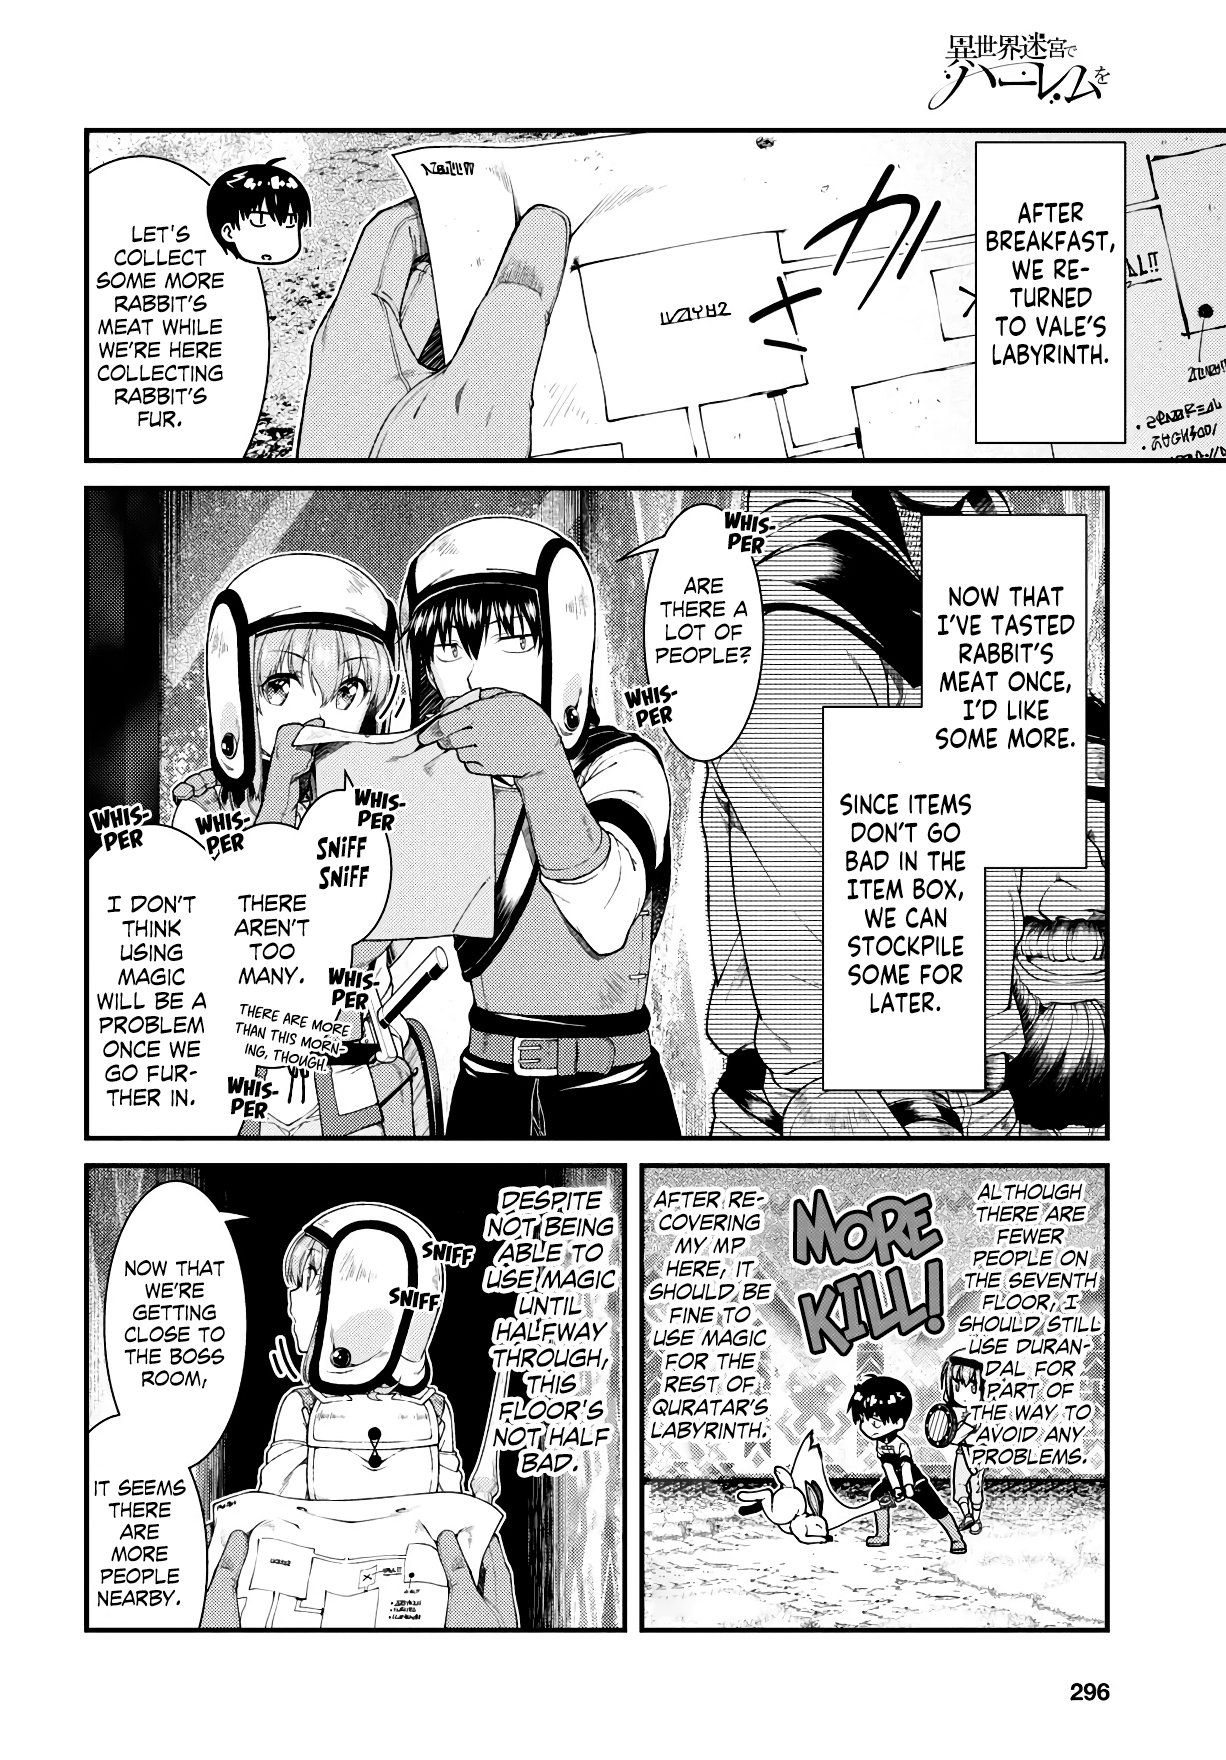 異世界迷宮で
ハーレムを
AFTER
BREAKFAST,
WE RE-
TURNED
TO VALE'S
LABYRINTH.
LET'S
COLLECT
SOME MORE
RABBIT'S
MEAT WHILE
WE'RE HERE
COLLECTING
RABBIT'S
FUR.
NOW THAT
I'VE TASTED
RABBIT'S
MEAT ONCE,
I'D LIKE
SOME MORE.
SINCE ITEMS
DON'T GO
BAD IN THE
ITEM BOX,
WE CAN
STOCKPILE
SOME FOR
LATER.
WHIS-
PER
ARE
THERE A
LOT OF
PEOPLE?
WHIS-
PER
WHIS-
PER
SNIFF
SNIFF
THERE
AREN'T
TOO
MANY.
WHIS-
PER
THERE ARE MORE
THAN THIS MORN-
ING, THOUGH.
WHIS-
PER
WHIS-
PER
WHIS-
PER
I DON'T
THINK
USING
MAGIC
WILL BE A
PROBLEM
ONCE WE
GO FUR-
THER IN.
ALTHOUGH
THERE ARE
FEWER
PEOPLE ON
THE SEVENTH
FLOOR, I
SHOULD STILL
USE DURAN-
DAL FOR
PART OF
THE WAY TO
AVOID ANY
PROBLEMS.
MORE
KILL!
AFTER RE-
COVERING
MY MP
HERE, IT
SHOULD BE
FINE TO
USE MAGIC
FOR THE
REST OF
QURATAR'S
LABYRINTH.
DESPITE
NOT BEING
ABLE TO
USE MAGIC
UNTIL
HALFWAY
THROUGH,
THIS
FLOOR'S
NOT HALF
BAD.
SNIFF
SNIFF
NOW THAT
WE'RE
GETTING
CLOSE TO
THE BOSS
ROOM,
IT SEEMS
THERE
ARE
MORE
PEOPLE
NEARBY.
296